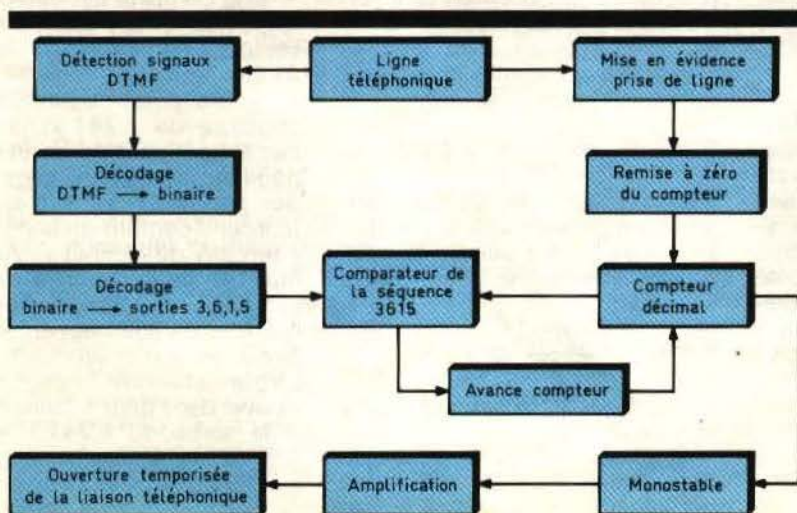 Détection signaux
DTMF
Ligne
téléphonique
Mise en évidence
prise de ligne
Décodage
DTMF → binaire
Remise à zéro
du compteur
Décodage
binaire → sorties 3,6,1,5
Comparateur de
la séquence
3615
Compteur
décimal
Avance compteur
Ouverture temporisée
de la liaison téléphonique
Amplification
Monostable